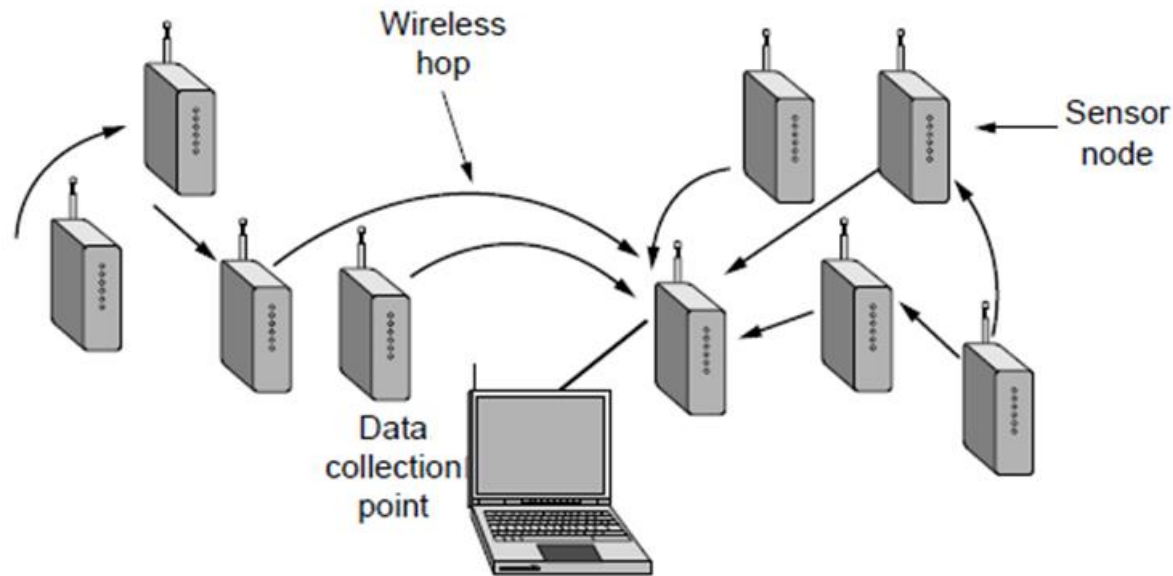 Wireless
hop
Sensor
node
Data
collection
point